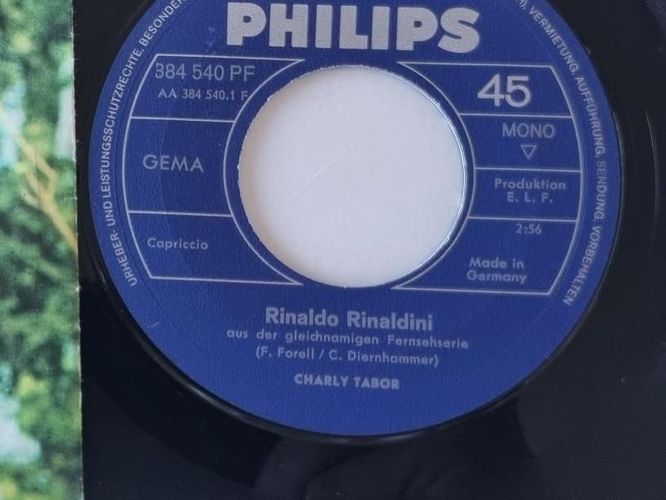 URHEBER- UND LEISTUNGSSCHUTZRECHTE, BESONDER
M, VERMIETUNG, AUFFÜHRUNG, SENDUNG, VORBEHALTEN
PHILIPS
384 540 PF
AA 384 540.1 F
45
MONO
GEMA
Produktion
E. L. F.
2:56
Capriccio
Made in
Germany
Rinaldo Rinaldini
aus der gleichnamigen Fernsehserie
(F. Forell / C. Diernhammer)
CHARLY TABOR